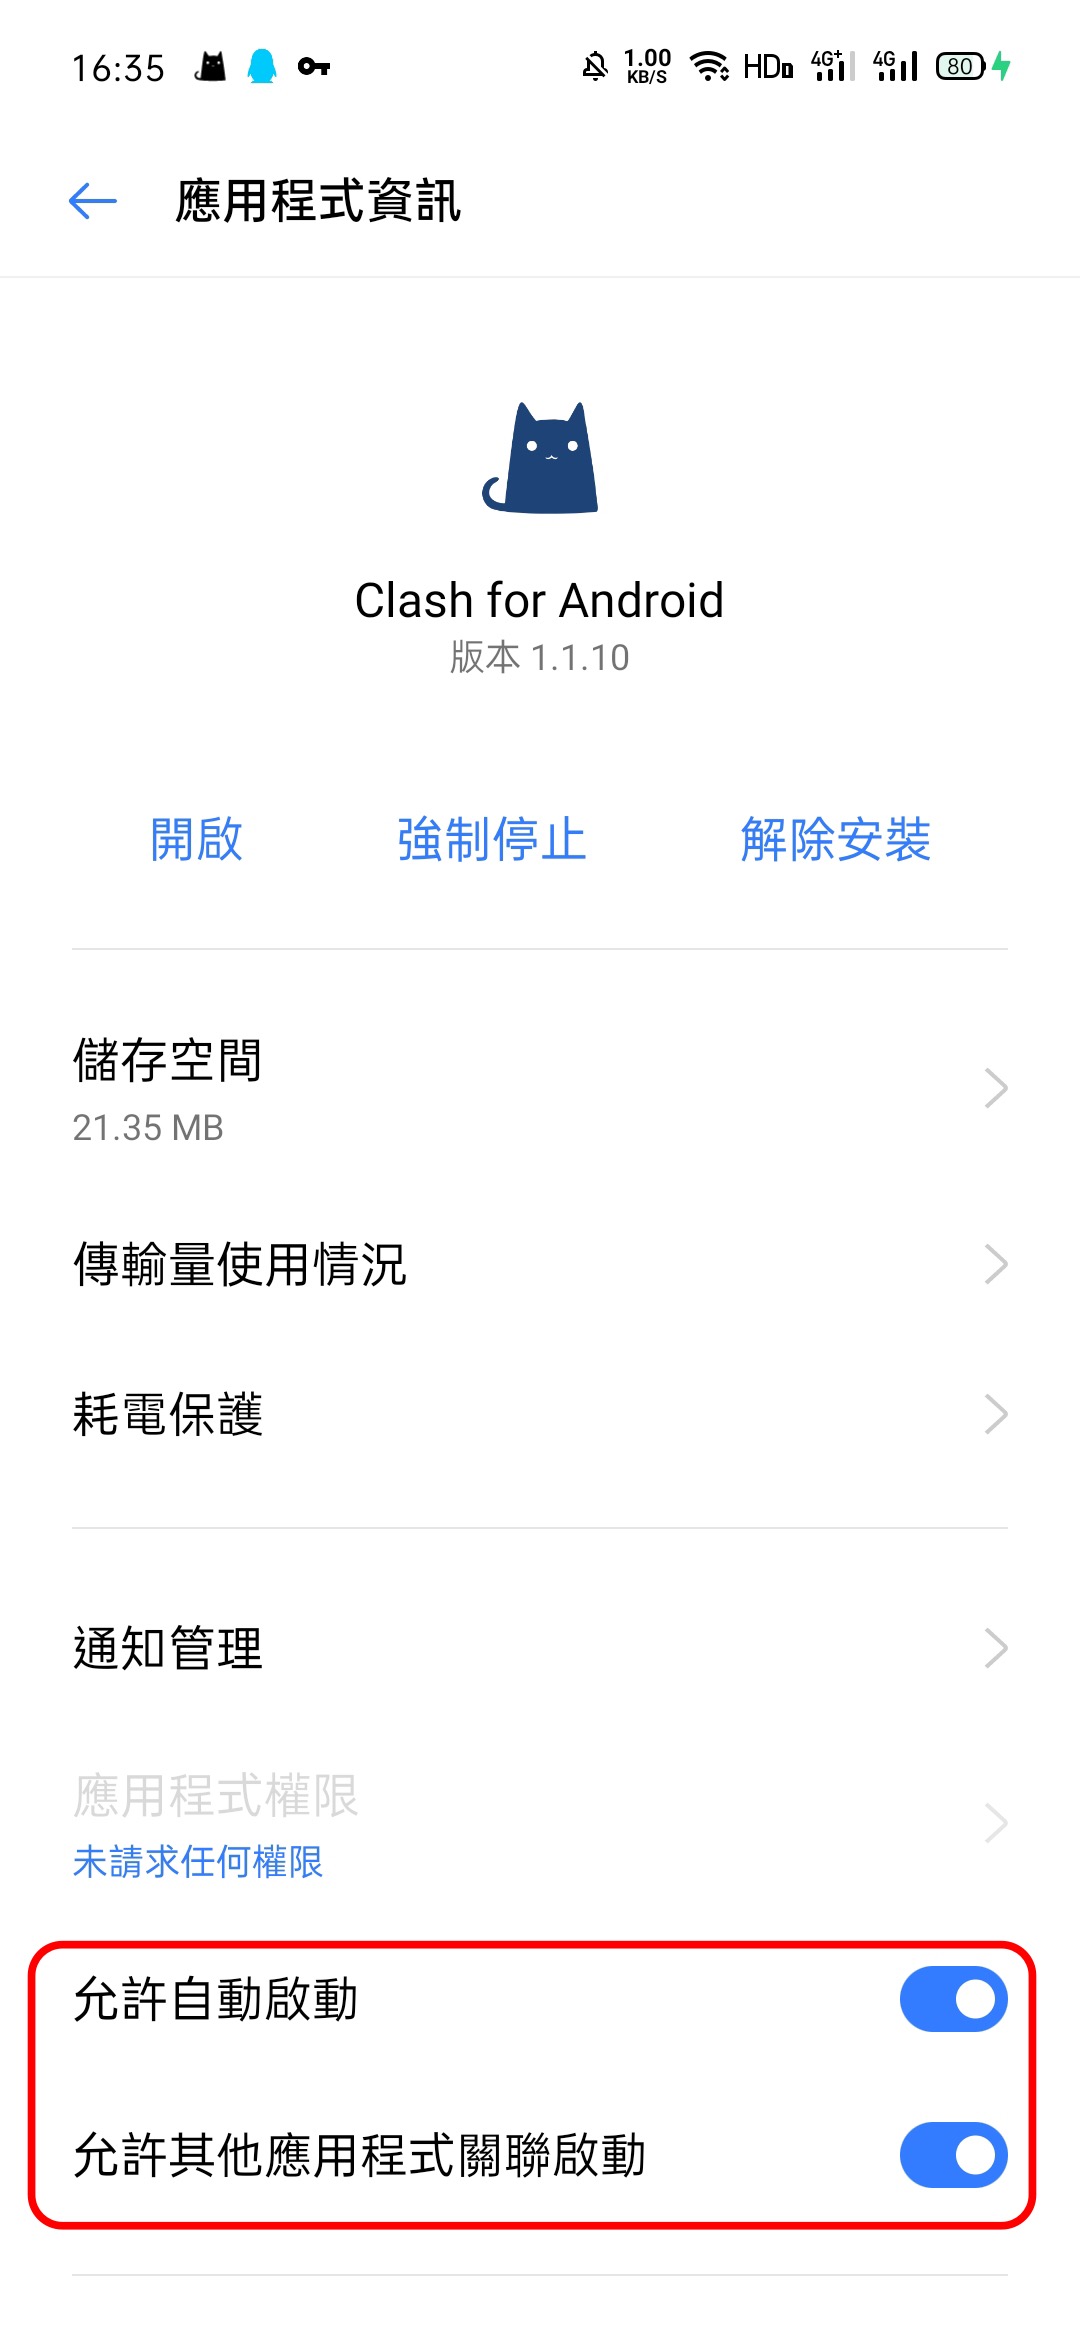 16:35 1.00 KB/S HD 4G+ 4G 80
應用程式資訊
Clash for Android
版本 1.1.10
開啟 強制停止 解除安裝
儲存空間
21.35 MB
傳輸量使用情況
耗電保護
通知管理
應用程式權限
未請求任何權限
允許自動啟動
允許其他應用程式關聯啟動